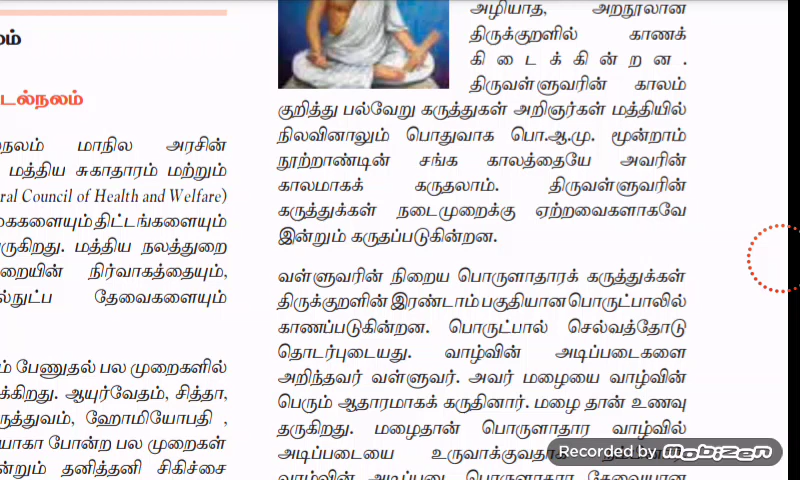 லம்
டல்நலம்
நலம் மாநில அரசின்
மத்திய சுகாதாரம் மற்றும்
ral Council of Health and Welfare)
கைகளையும் திட்டங்களையும்
ருகிறது. மத்திய நலத்துறை
றையின் நிர்வாகத்தையும்,
ல்நுட்ப தேவைகளையும்
ம் பேணுதல் பல முறைகளில்
க்கிறது. ஆயுர்வேதம், சித்தா,
ருத்துவம், ஹோமியோபதி ,
யாகா போன்ற பல முறைகள்
ன்றும் தனித்தனி சிகிச்சை
அழியாத, அறநூலான
திருக்குறளில் காணக்
கிடைக்கின்றன.
திருவள்ளுவரின் காலம்
குறித்து பல்வேறு கருத்துகள் அறிஞர்கள் மத்தியில்
நிலவினாலும் பொதுவாக பொ.ஆ.மு. மூன்றாம்
நூற்றாண்டின் சங்க காலத்தையே அவரின்
காலமாகக் கருதலாம். திருவள்ளுவரின்
கருத்துக்கள் நடைமுறைக்கு ஏற்றவைகளாகவே
இன்றும் கருதப்படுகின்றன.
வள்ளுவரின் நிறைய பொருளாதாரக் கருத்துக்கள்
திருக்குறளின் இரண்டாம் பகுதியான பொருட்பாலில்
காணப்படுகின்றன. பொருட்பால் செல்வத்தோடு
தொடர்புடையது. வாழ்வின் அடிப்படைகளை
அறிந்தவர் வள்ளுவர். அவர் மழையை வாழ்வின்
பெரும் ஆதாரமாகக் கருதினார். மழை தான் உணவு
தருகிறது. மழைதான் பொருளாதார வாழ்வில்
அடிப்படையை உருவாக்குவதாக
வாழ்வின் அடிப்படை பொருளாதார தேவையான
Recorded by Mobizen